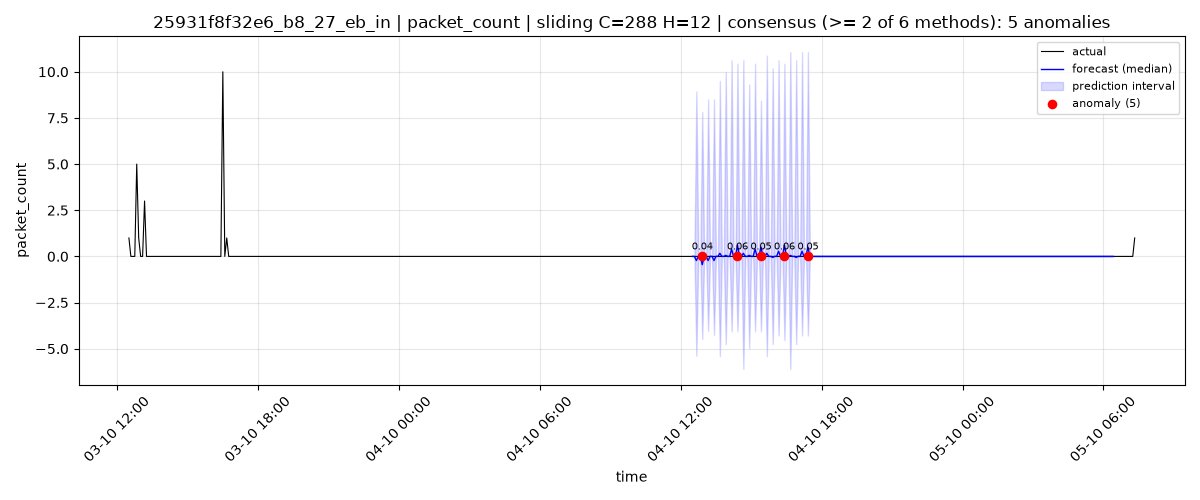 25931f8f32e6_b8_27_eb_in | packet_count | sliding C=288 H=12 | consensus (>= 2 of 6 methods): 5 anomalies
actual
forecast (median)
prediction interval
anomaly (5)
packet_count
10.0
7.5
5.0
2.5
0.0
−2.5
−5.0
0.04
0.06
0.05
0.06
0.05
03-10 12:00
03-10 18:00
04-10 00:00
04-10 06:00
04-10 12:00
04-10 18:00
05-10 00:00
05-10 06:00
time